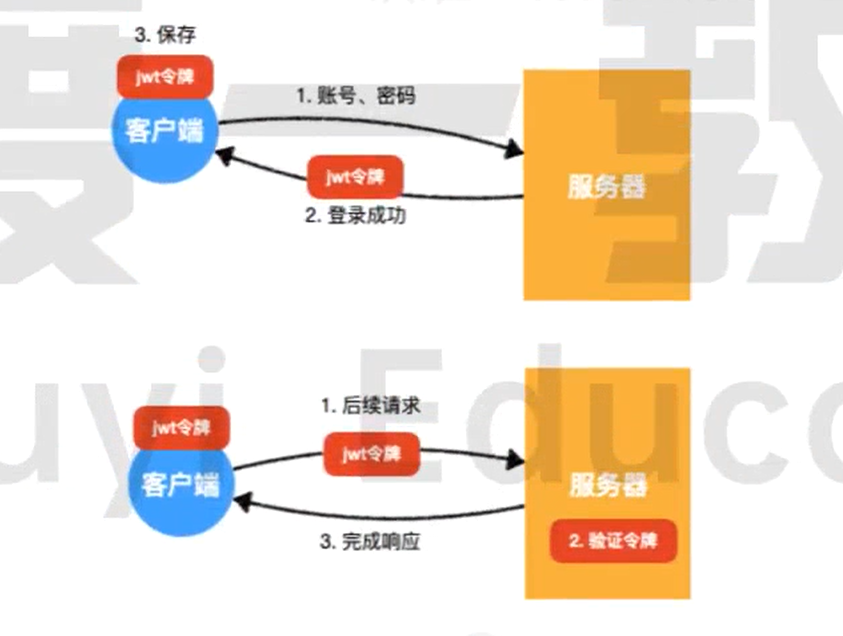 3. 保存
jwt令牌
1. 账号、密码
客户端
jwt令牌
服务器
2. 登录成功
1. 后续请求
jwt令牌
jwt令牌
客户端
服务器
2. 验证令牌
3. 完成响应